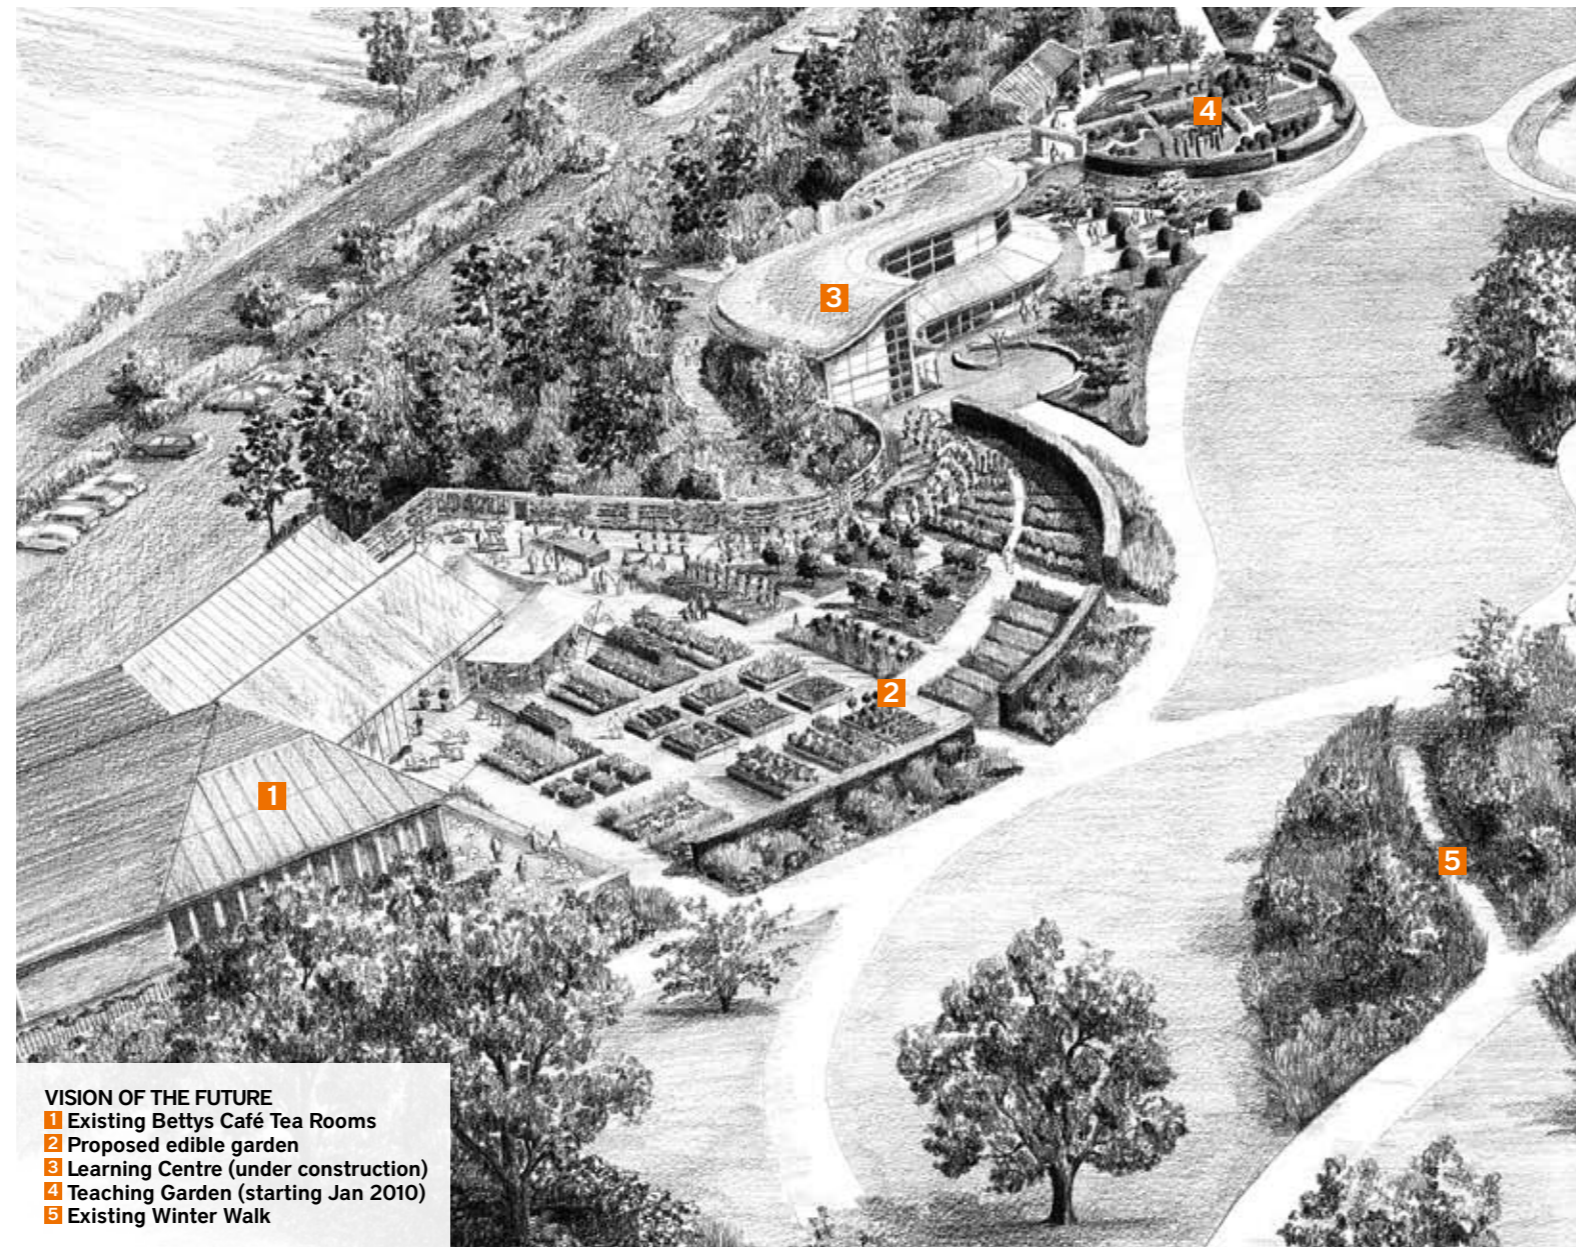 4
3
2
1
5
VISION OF THE FUTURE
1 Existing Bettys Café Tea Rooms
2 Proposed edible garden
3 Learning Centre (under construction)
4 Teaching Garden (starting Jan 2010)
5 Existing Winter Walk